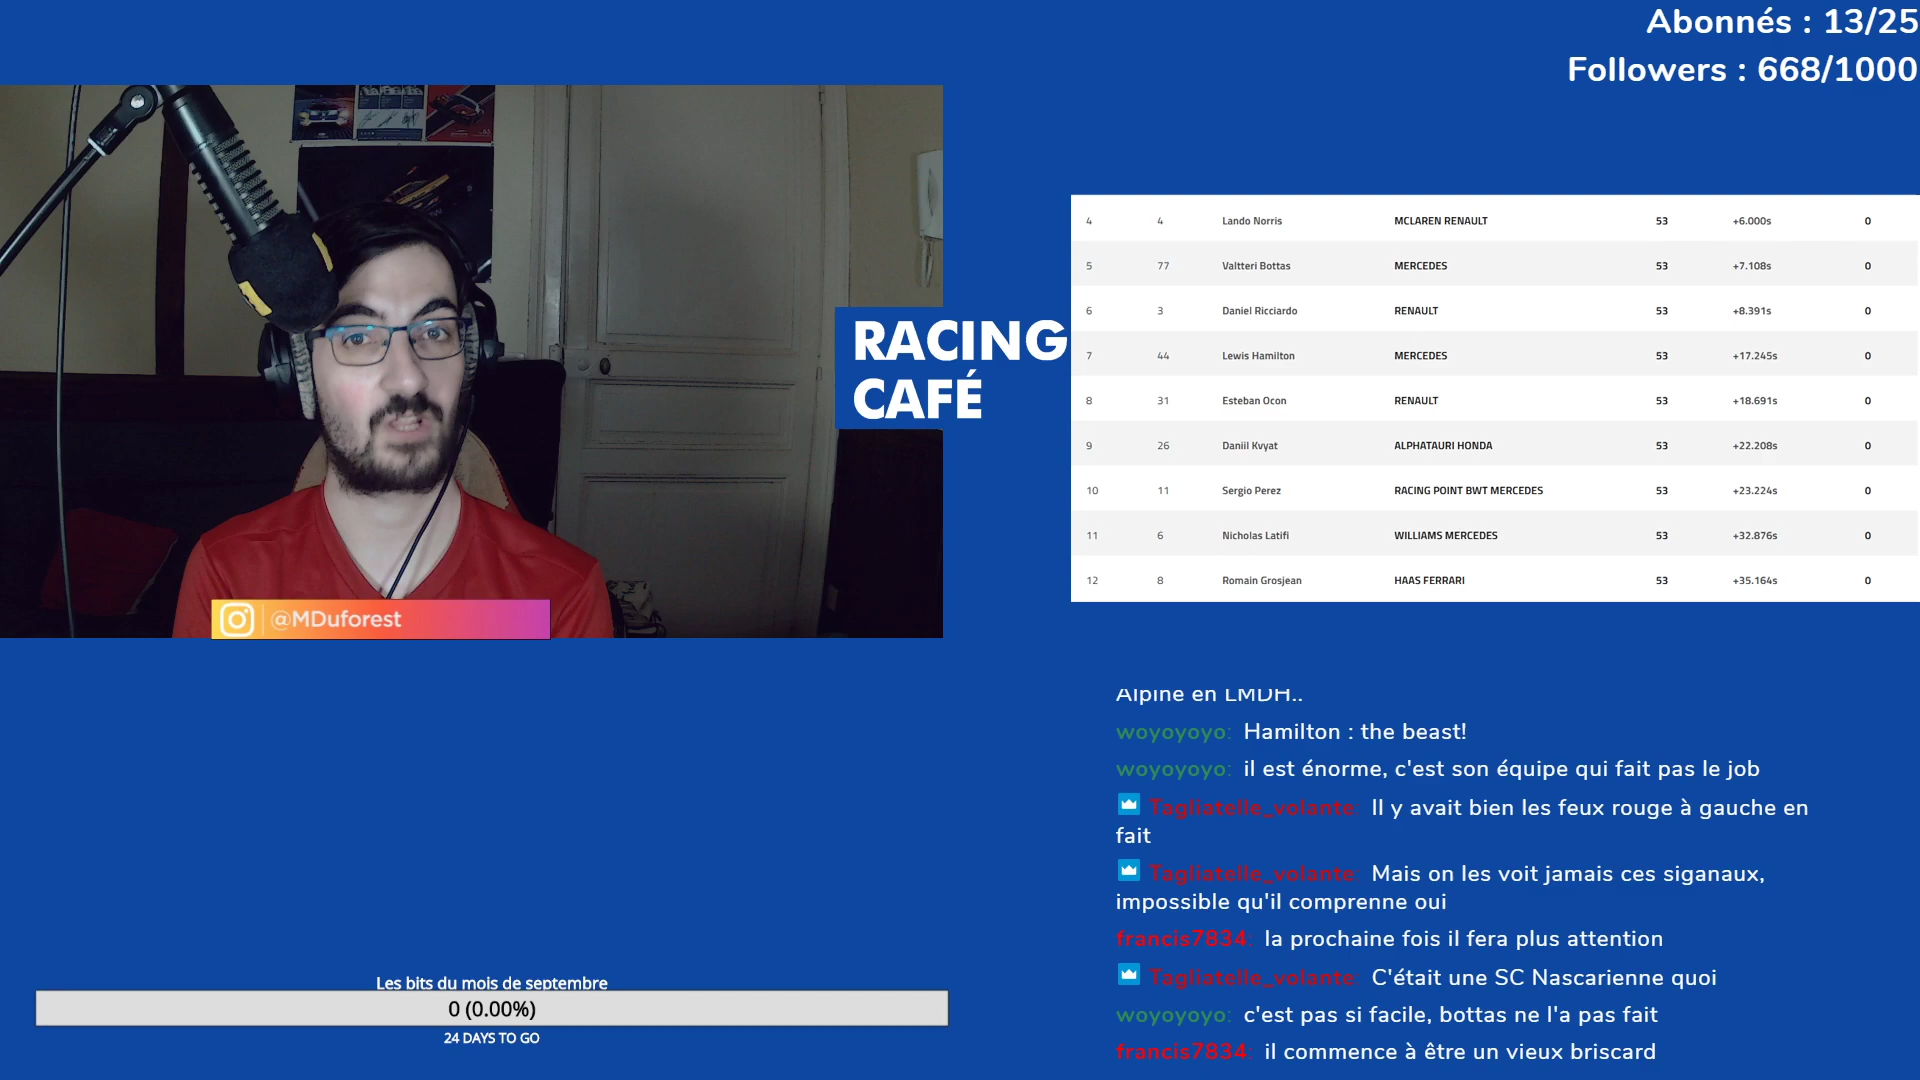 Abonnés : 13/25
Followers : 668/1000
RACING
CAFÉ
4 4 Lando Norris MCLAREN RENAULT 53 +6.000s 0
5 77 Valtteri Bottas MERCEDES 53 +7.108s 0
6 3 Daniel Ricciardo RENAULT 53 +8.391s 0
7 44 Lewis Hamilton MERCEDES 53 +17.245s 0
8 31 Esteban Ocon RENAULT 53 +18.691s 0
9 26 Daniil Kvyat ALPHATAURI HONDA 53 +22.208s 0
10 11 Sergio Perez RACING POINT BWT MERCEDES 53 +23.224s 0
11 6 Nicholas Latifi WILLIAMS MERCEDES 53 +32.876s 0
12 8 Romain Grosjean HAAS FERRARI 53 +35.164s 0
@MDuforest
Alpine en LMDH..
woyoyoyo: Hamilton : the beast!
woyoyoyo: il est énorme, c'est son équipe qui fait pas le job
Tagliatelle_volante: Il y avait bien les feux rouge à gauche en
fait
Tagliatelle_volante: Mais on les voit jamais ces siganaux,
impossible qu'il comprenne oui
francis7834: la prochaine fois il fera plus attention
Tagliatelle_volante: C'était une SC Nascarienne quoi
woyoyoyo: c'est pas si facile, bottas ne l'a pas fait
francis7834: il commence à être un vieux briscard
Les bits du mois de septembre
0 (0.00%)
24 DAYS TO GO